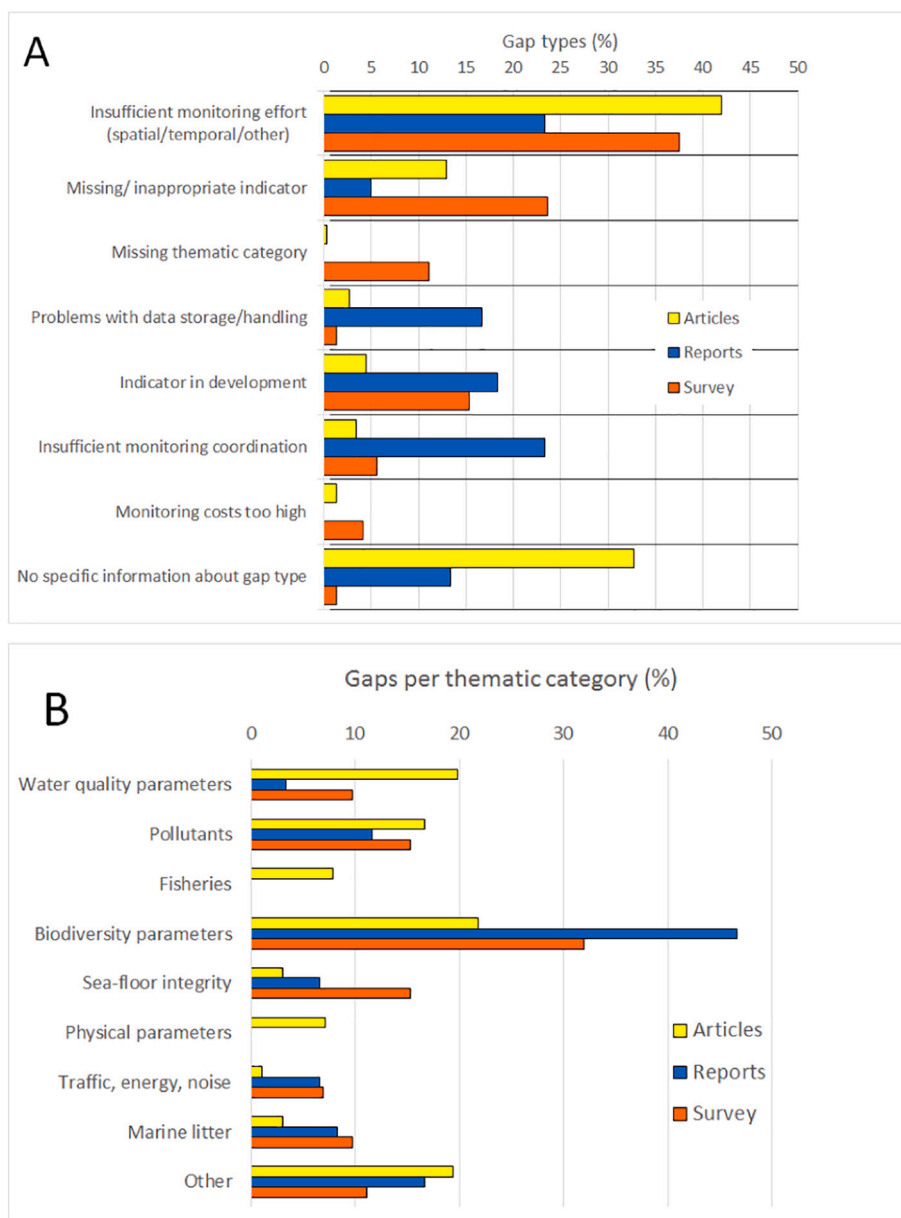 A
Gap types (%)
0 5 10 15 20 25 30 35 40 45 50
Insufficient monitoring effort
(spatial/temporal/other)
Missing/ inappropriate indicator
Missing thematic category
Problems with data storage/handling
Indicator in development
Insufficient monitoring coordination
Monitoring costs too high
No specific information about gap type
Articles
Reports
Survey
B
Gaps per thematic category (%)
0 10 20 30 40 50
Water quality parameters
Pollutants
Fisheries
Biodiversity parameters
Sea-floor integrity
Physical parameters
Traffic, energy, noise
Marine litter
Other
Articles
Reports
Survey